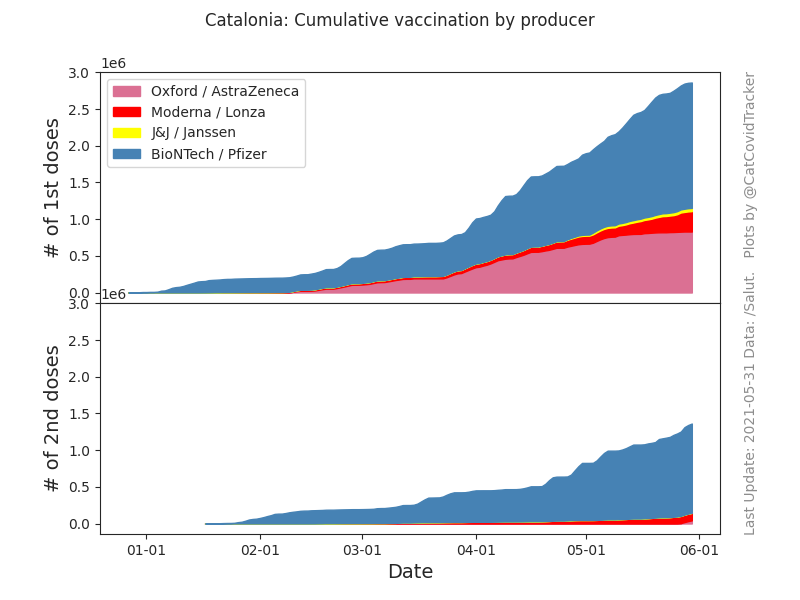 Catalonia: Cumulative vaccination by producer
1e6
3.0
2.5
2.0
1.5
1.0
0.5
0.0
# of 1st doses
Oxford / AstraZeneca
Moderna / Lonza
J&J / Janssen
BioNTech / Pfizer
1e6
3.0
2.5
2.0
1.5
1.0
0.5
0.0
# of 2nd doses
01-01
02-01
03-01
04-01
05-01
06-01
Date
Last Update: 2021-05-31 Data: /Salut. Plots by @CatCovidTracker